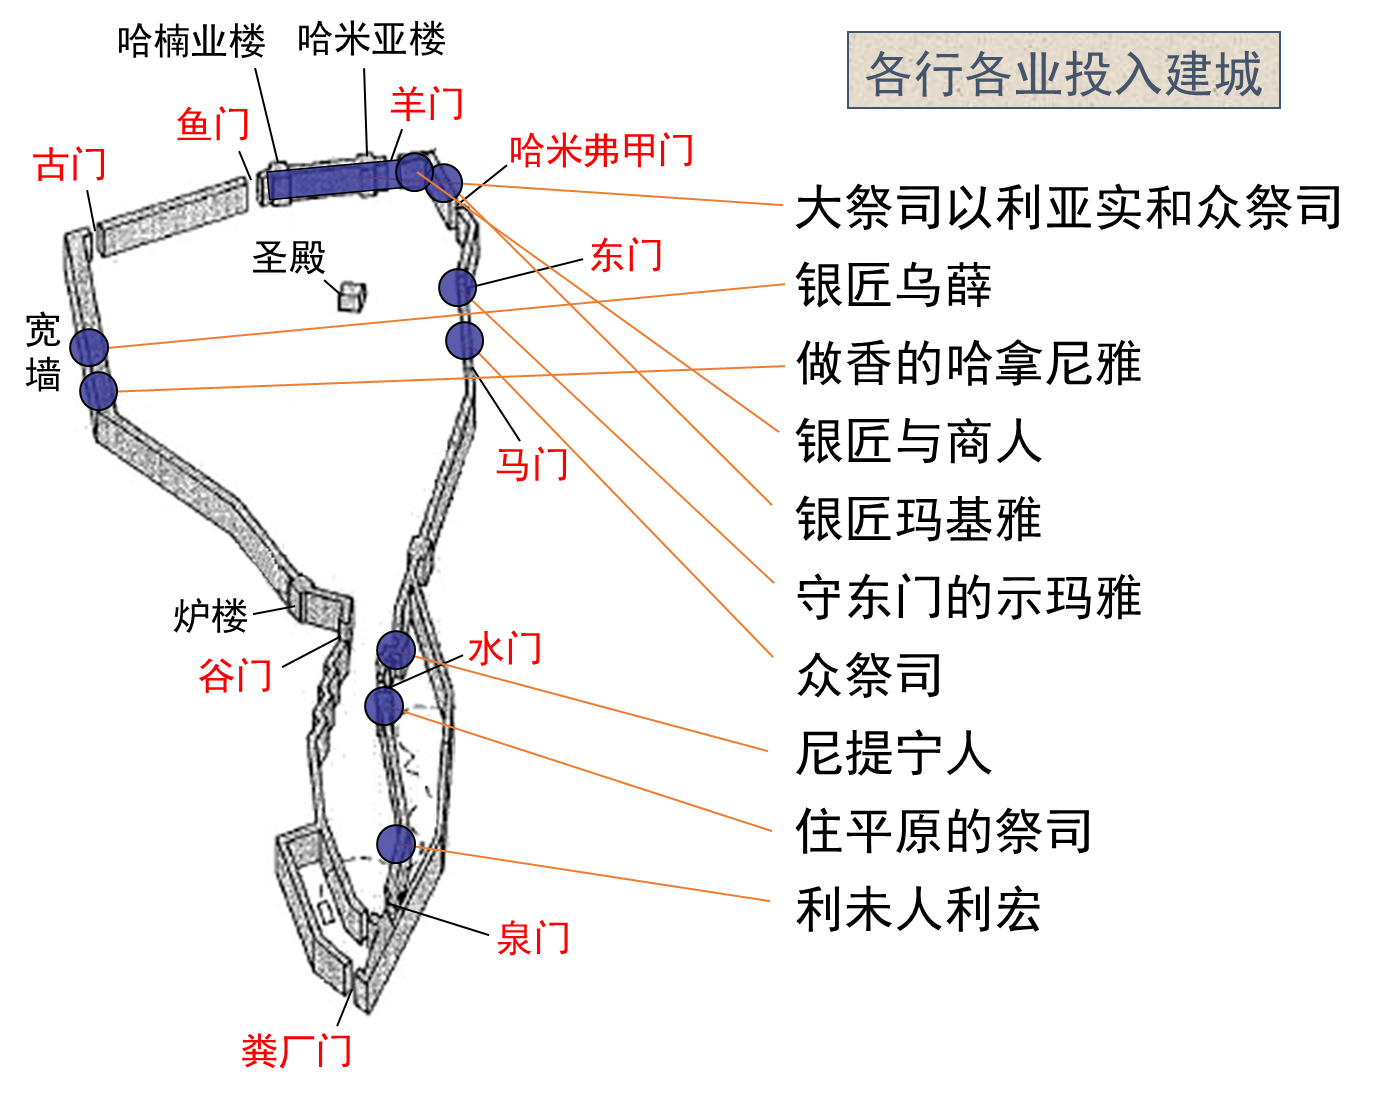 哈楠业楼
哈米亚楼
羊门
鱼门
古门
哈米弗甲门
圣殿
东门
宽
墙
马门
炉楼
谷门
水门
泉门
粪厂门
各行各业投入建城
大祭司以利亚实和众祭司
银匠乌薛
做香的哈拿尼雅
银匠与商人
银匠玛基雅
守东门的示玛雅
众祭司
尼提宁人
住平原的祭司
利未人利宏